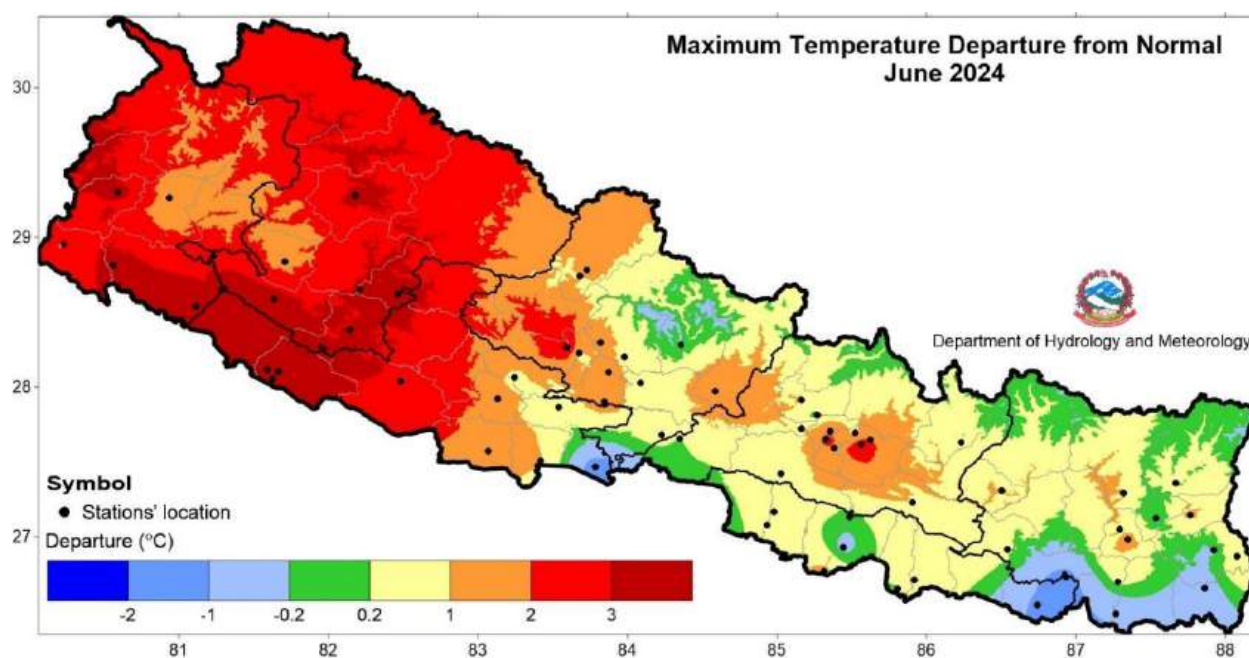 Maximum Temperature Departure from Normal
June 2024
30
29
28
27
Department of Hydrology and Meteorology
Symbol
Stations' location
Departure (°C)
-2 -1 -0.2 0.2 1 2 3
81 82 83 84 85 86 87 88